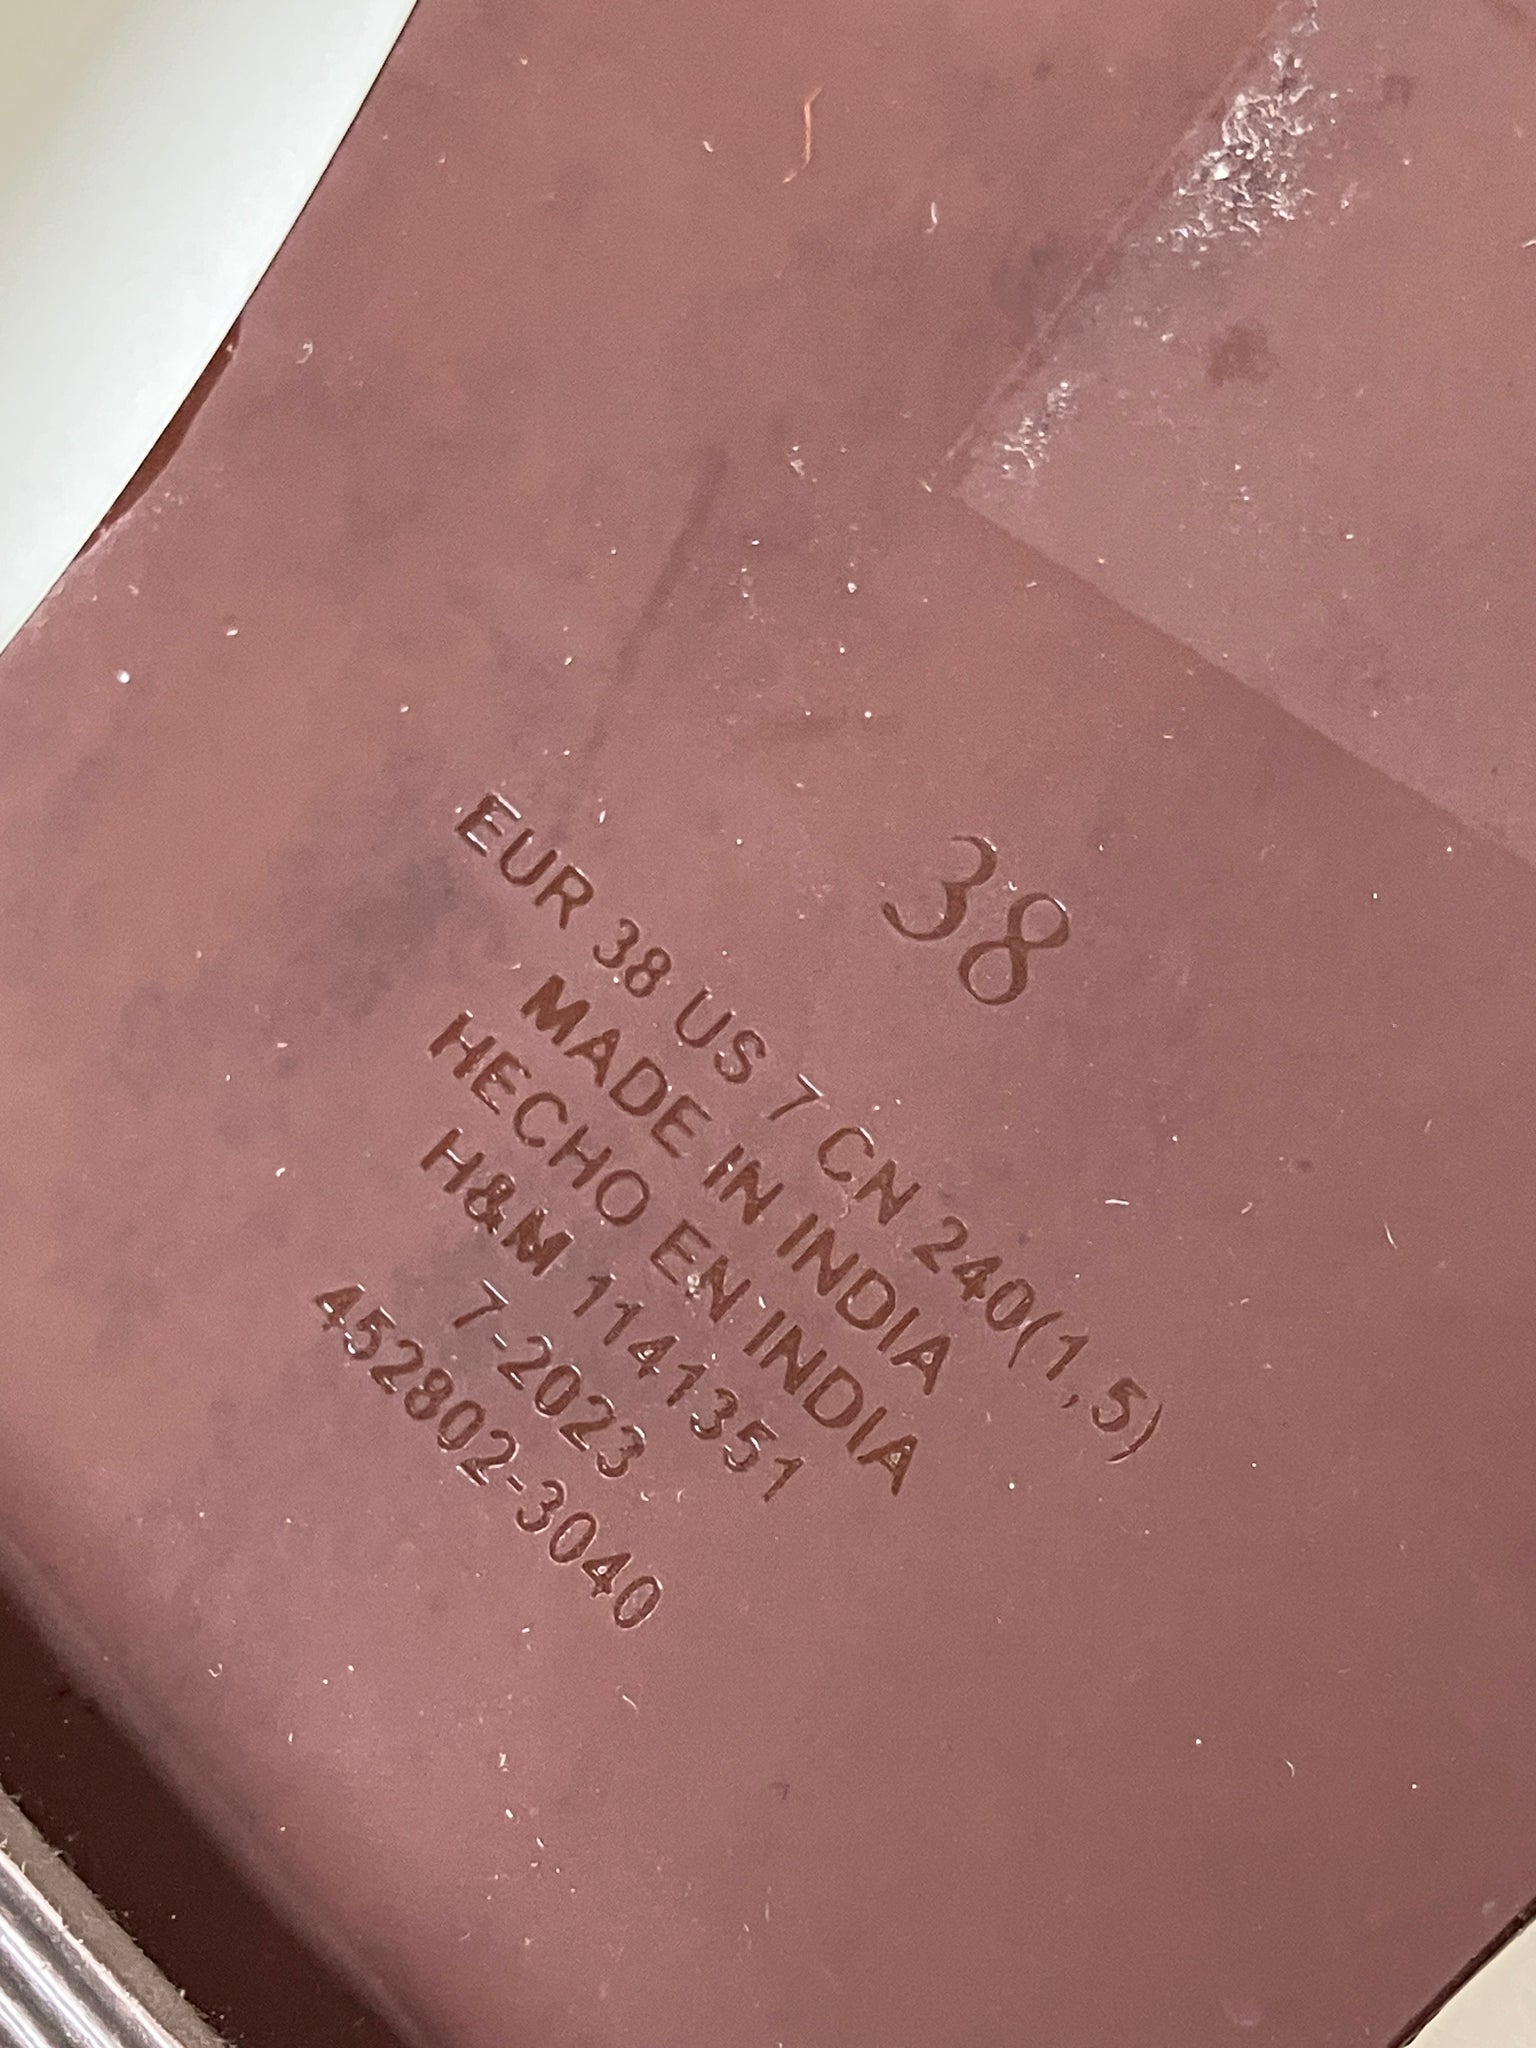 38
EUR 38 US 7 CN 240(1,5)
MADE IN INDIA
HECHO EN INDIA
H&M 1141351
7-2023
452802-3040